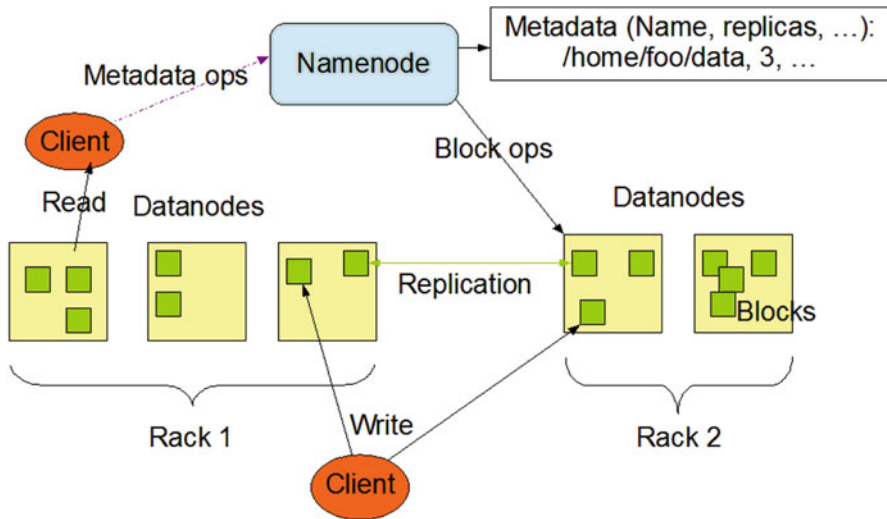 Metadata (Name, replicas, …):
/home/foo/data, 3, …
Namenode
Metadata ops
Client
Block ops
Read
Datanodes
Datanodes
Replication
Blocks
Rack 1
Write
Rack 2
Client